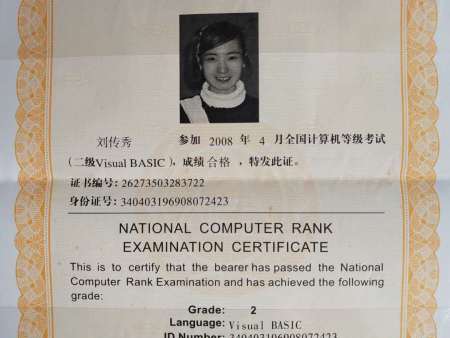 刘传秀 参加 2008 年 4 月全国计算机等级考试
(二级Visual BASIC), 成绩 合格 , 特发此证。
证书编号: 26273503283722
身份证号: 340403196908072423
NATIONAL COMPUTER RANK
EXAMINATION CERTIFICATE
This is to certify that the bearer has passed the National
Computer Rank Examination and has achieved the following
grade:
Grade: 2
Language: Visual BASIC
ID Number: 340403196908072423